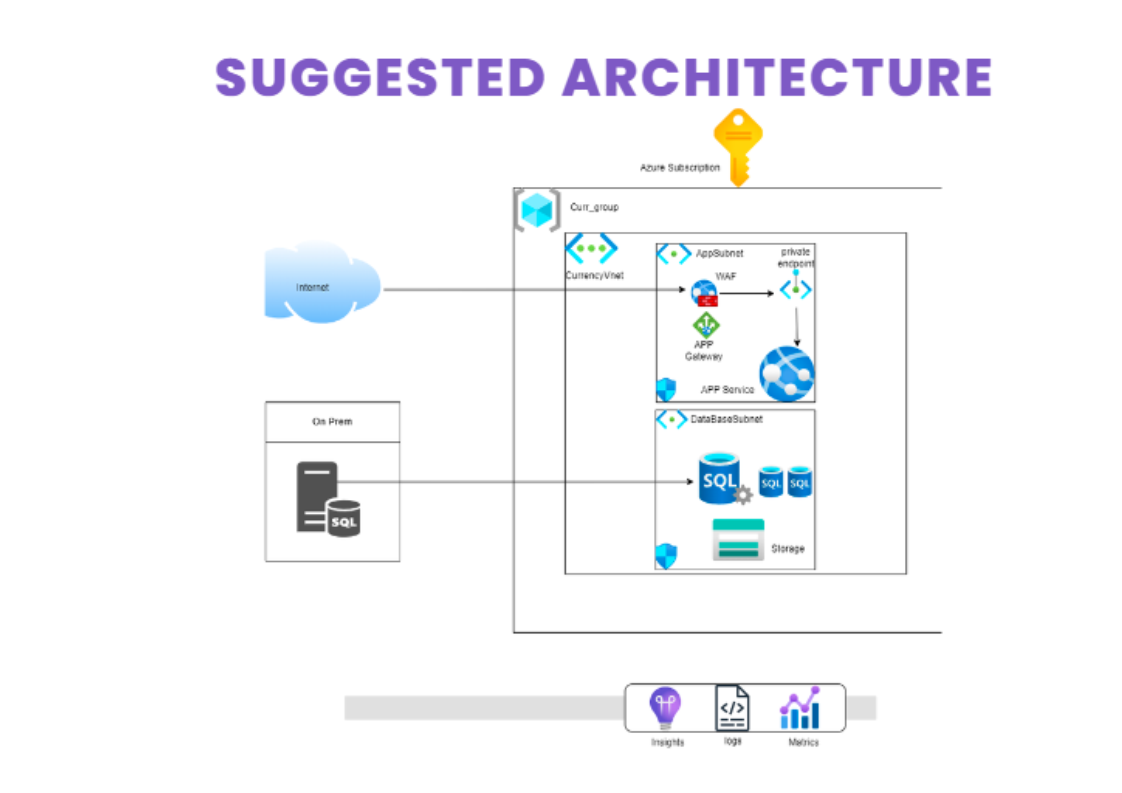 SUGGESTED ARCHITECTURE
Azure Subscription
Curr_group
CurrencyVnet
AppSubnet
private
endpoint
WAF
Internet
APP
Gateway
APP Service
On Prem
SQL
DataBaseSubnet
SQL
SQL
SQL
Storage
Insights
logs
Metrics